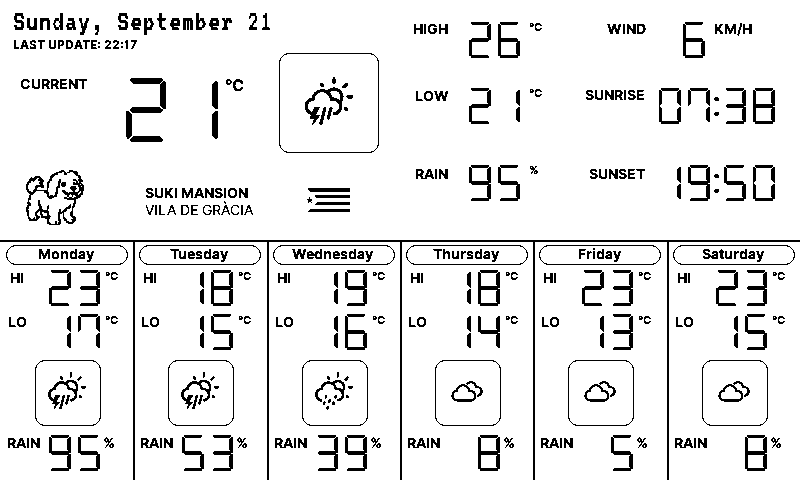 Sunday, September 21
LAST UPDATE: 22:17
CURRENT 21 °C
HIGH 26 °C
WIND 6 KM/H
LOW 21 °C
SUNRISE 07:38
RAIN 95 %
SUNSET 19:50
SUKI MANSION
VILA DE GRÀCIA
Monday
HI 23 °C
LO 17 °C
RAIN 95 %
Tuesday
HI 18 °C
LO 15 °C
RAIN 53 %
Wednesday
HI 19 °C
LO 16 °C
RAIN 39 %
Thursday
HI 18 °C
LO 14 °C
RAIN 8 %
Friday
HI 23 °C
LO 13 °C
RAIN 5 %
Saturday
HI 23 °C
LO 15 °C
RAIN 8 %